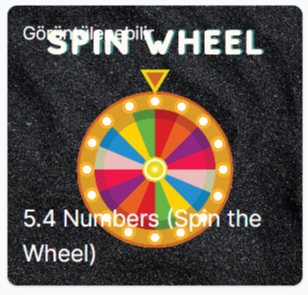 Görüntülenebilir
SPIN WHEEL
5.4 Numbers (Spin the
Wheel)